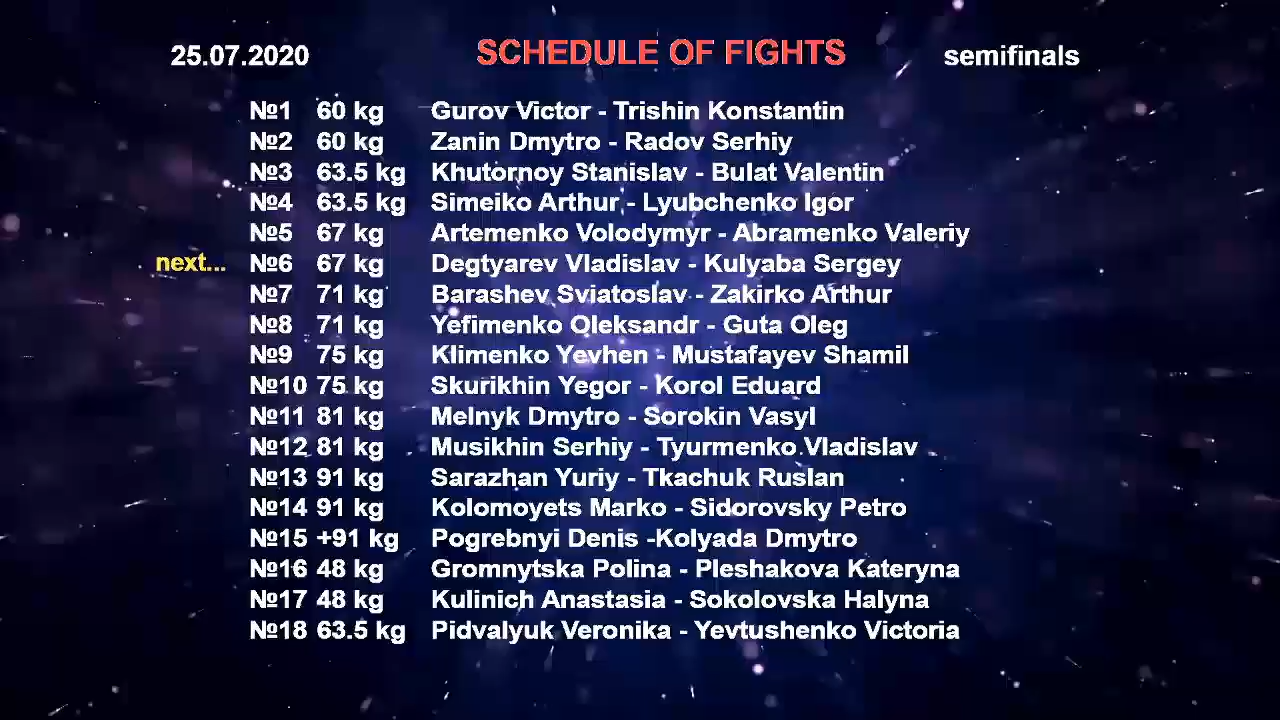 25.07.2020 SCHEDULE OF FIGHTS semifinals
№1 60 kg Gurov Victor - Trishin Konstantin
№2 60 kg Zanin Dmytro - Radov Serhiy
№3 63.5 kg Khutornoy Stanislav - Bulat Valentin
№4 63.5 kg Simeiko Arthur - Lyubchenko Igor
№5 67 kg Artemenko Volodymyr - Abramenko Valeriy
next... №6 67 kg Degtyarev Vladislav - Kulyaba Sergey
№7 71 kg Barashev Sviatoslav - Zakirko Arthur
№8 71 kg Yefimenko Oleksandr - Guta Oleg
№9 75 kg Klimenko Yevhen - Mustafayev Shamil
№10 75 kg Skurikhin Yegor - Korol Eduard
№11 81 kg Melnyk Dmytro - Sorokin Vasyl
№12 81 kg Musikhin Serhiy - Tyurmenko Vladislav
№13 91 kg Sarazhan Yuriy - Tkachuk Ruslan
№14 91 kg Kolomoyets Marko - Sidorovsky Petro
№15 +91 kg Pogrebnyi Denis -Kolyada Dmytro
№16 48 kg Gromnytska Polina - Pleshakova Kateryna
№17 48 kg Kulinich Anastasia - Sokolovska Halyna
№18 63.5 kg Pidvalyuk Veronika - Yevtushenko Victoria